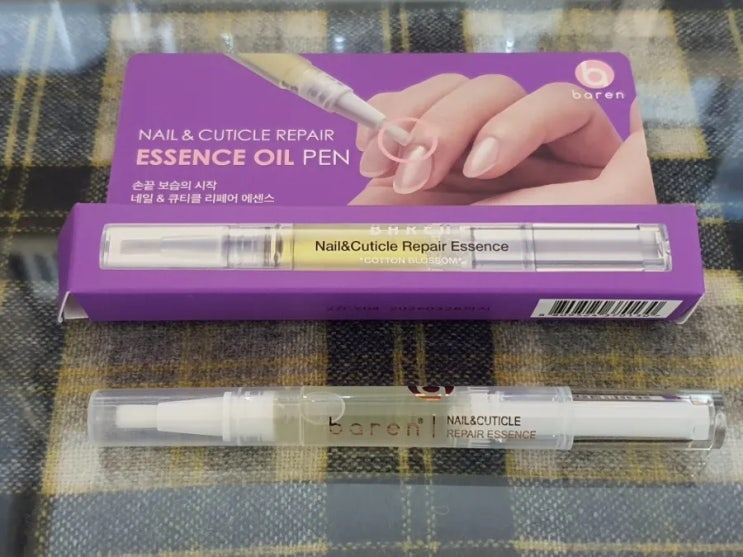 baren
NAIL & CUTICLE REPAIR
ESSENCE OIL PEN
손끝 보습의 시작
네일 & 큐티클 리페어 에센스
BAREN
Nail&Cuticle Repair Essence
"COTTON BLOSSOM"
baren® | NAIL&CUTICLE
REPAIR ESSENCE